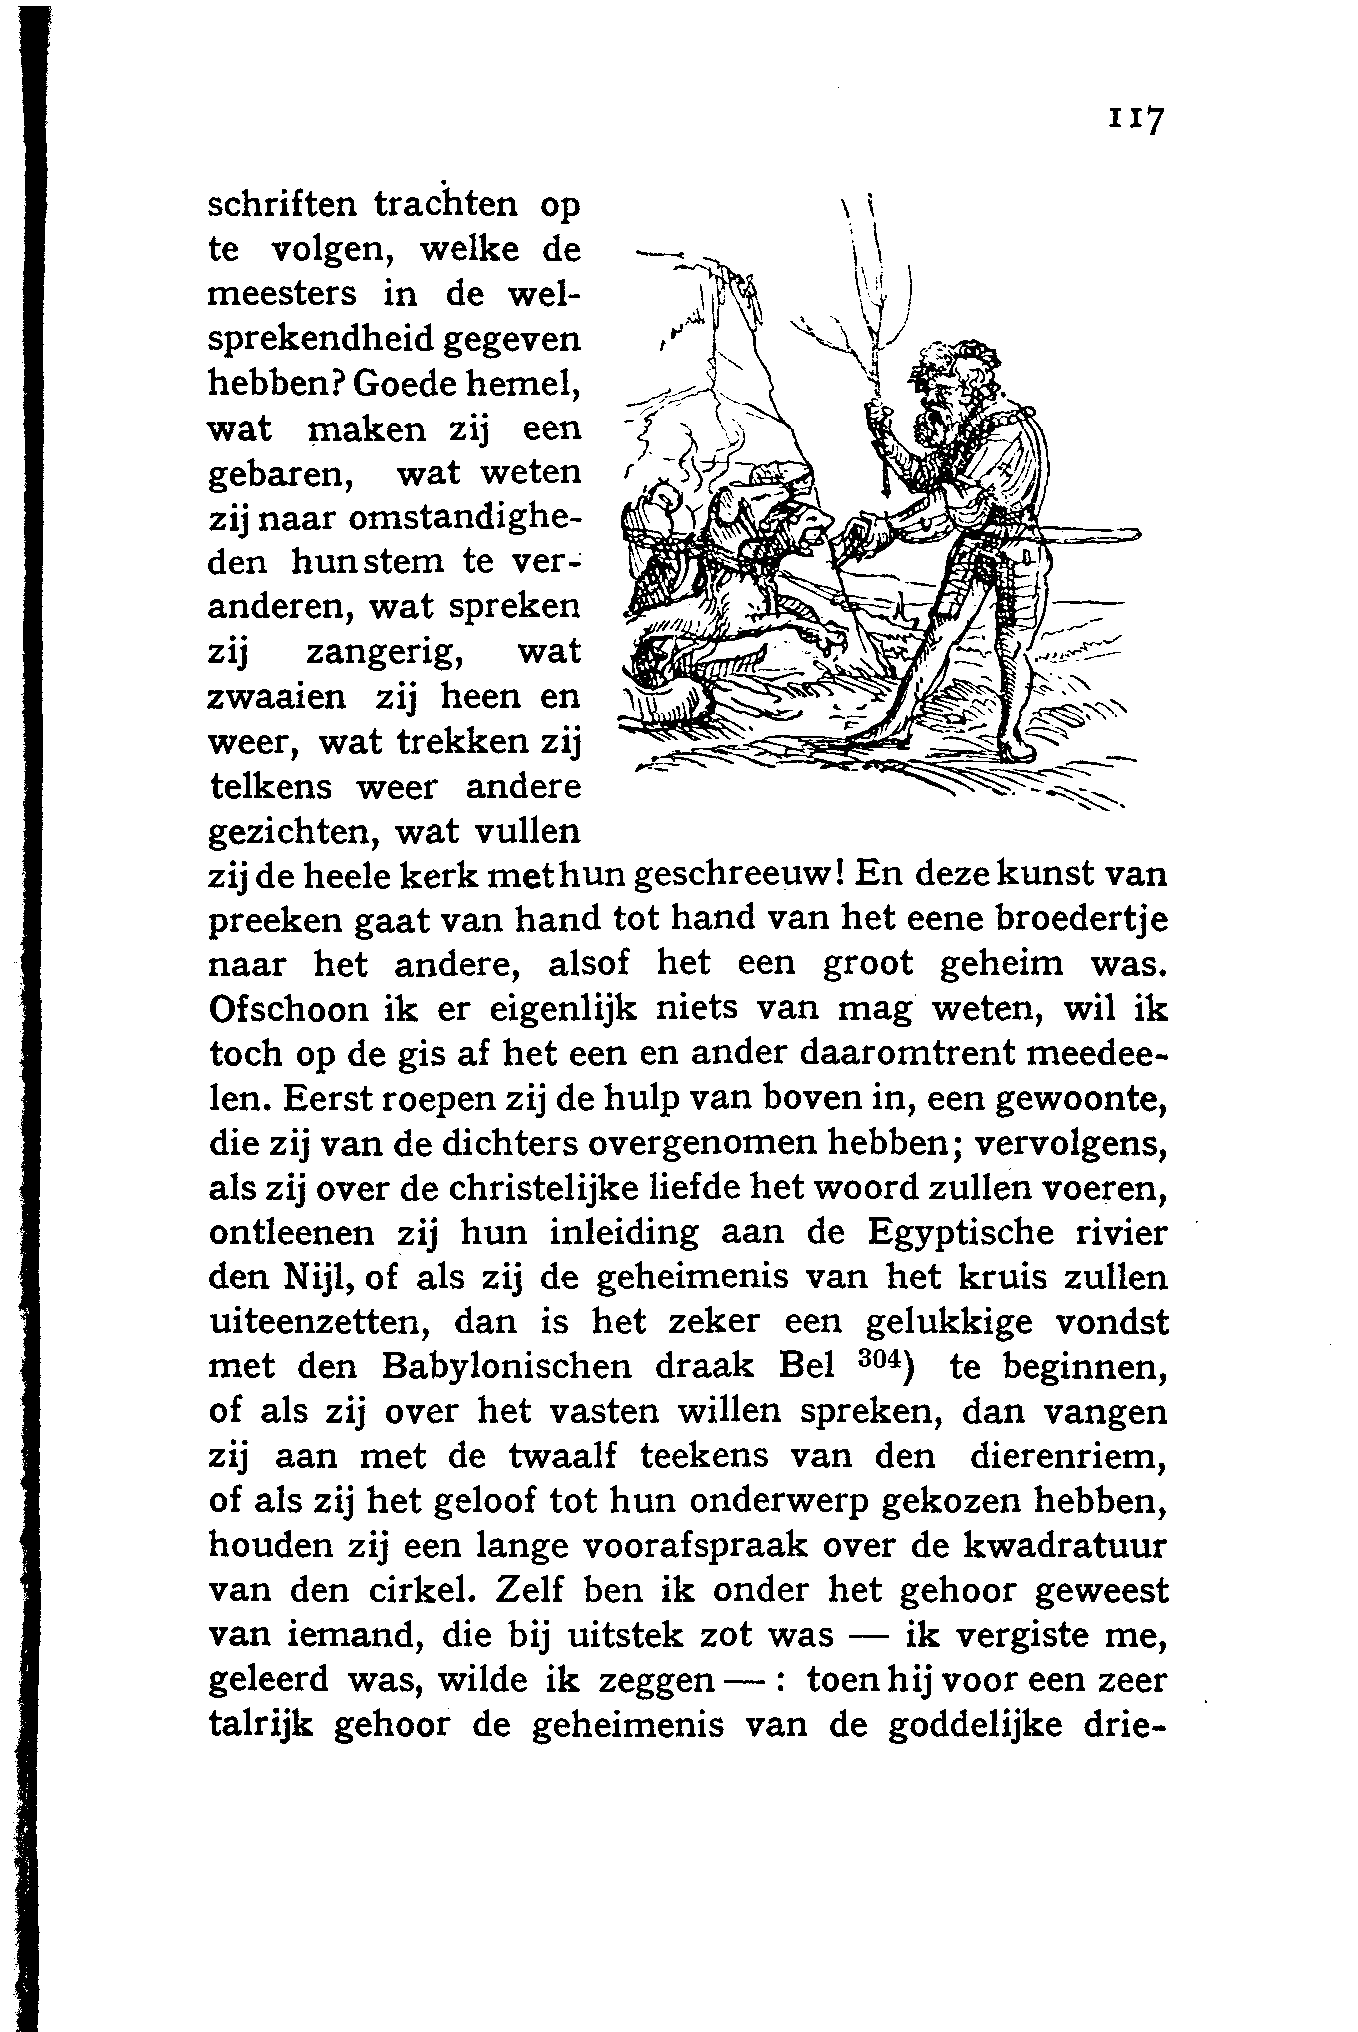 117
schriften trachten op
te volgen, welke de
meesters in de wel-
sprekendheid gegeven
hebben? Goede hemel,
wat maken zij een
gebaren, wat weten
zij naar omstandighe-
den hun stem te ver-
anderen, wat spreken
zij zangerig, wat
zwaaien zij heen en
weer, wat trekken zij
telkens weer andere
gezichten, wat vullen
zij de heele kerk met hun geschreeuw! En deze kunst van
preeken gaat van hand tot hand van het eene broedertje
naar het andere, alsof het een groot geheim was.
Ofschoon ik er eigenlijk niets van mag weten, wil ik
toch op de gis af het een en ander daaromtrent meedee-
len. Eerst roepen zij de hulp van boven in, een gewoonte,
die zij van de dichters overgenomen hebben; vervolgens,
als zij over de christelijke liefde het woord zullen voeren,
ontleenen zij hun inleiding aan de Egyptische rivier
den Nijl, of als zij de geheimenis van het kruis zullen
uiteenzetten, dan is het zeker een gelukkige vondst
met den Babylonischen draak Bel 304) te beginnen,
of als zij over het vasten willen spreken, dan vangen
zij aan met de twaalf teekens van den dierenriem,
of als zij het geloof tot hun onderwerp gekozen hebben,
houden zij een lange voorafspraak over de kwadratuur
van den cirkel. Zelf ben ik onder het gehoor geweest
van iemand, die bij uitstek zot was — ik vergiste me,
geleerd was, wilde ik zeggen — : toen hij voor een zeer
talrijk gehoor de geheimenis van de goddelijke drie-